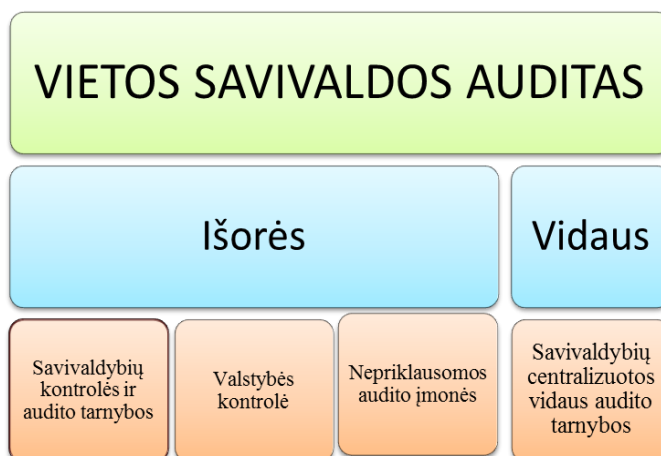 VIETOS SAVIVALDOS AUDITAS
Išorės
Vidaus
Savivaldybių
kontrolės ir
audito tarnybos
Valstybės
kontrolė
Nepriklausomos
audito įmonės
Savivaldybių
centralizuotos
vidaus audito
tarnybos